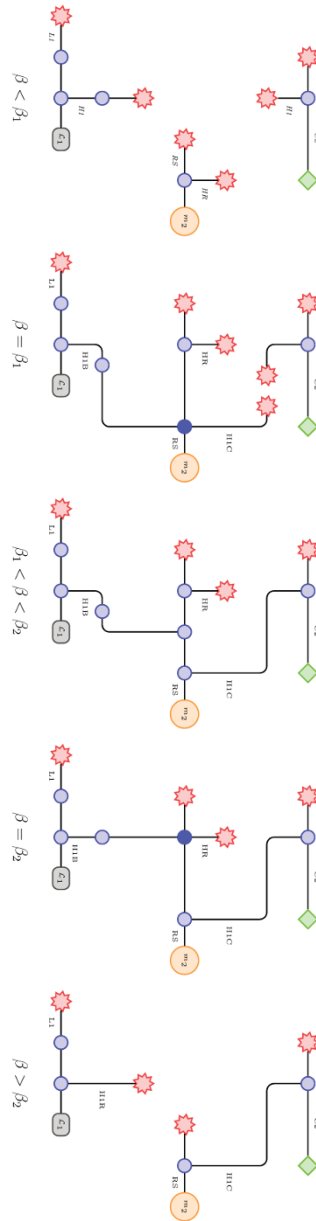 L1
H1
ℒ₁
RS
HR
m₂
H1
β < β₁
L1
H1B
ℒ₁
HR
RS
m₂
H1C
β = β₁
L1
H1B
ℒ₁
HR
RS
m₂
H1C
β₁ < β < β₂
L1
H1B
ℒ₁
HR
RS
m₂
H1C
β = β₂
L1
H1R
ℒ₁
RS
m₂
H1C
β > β₂